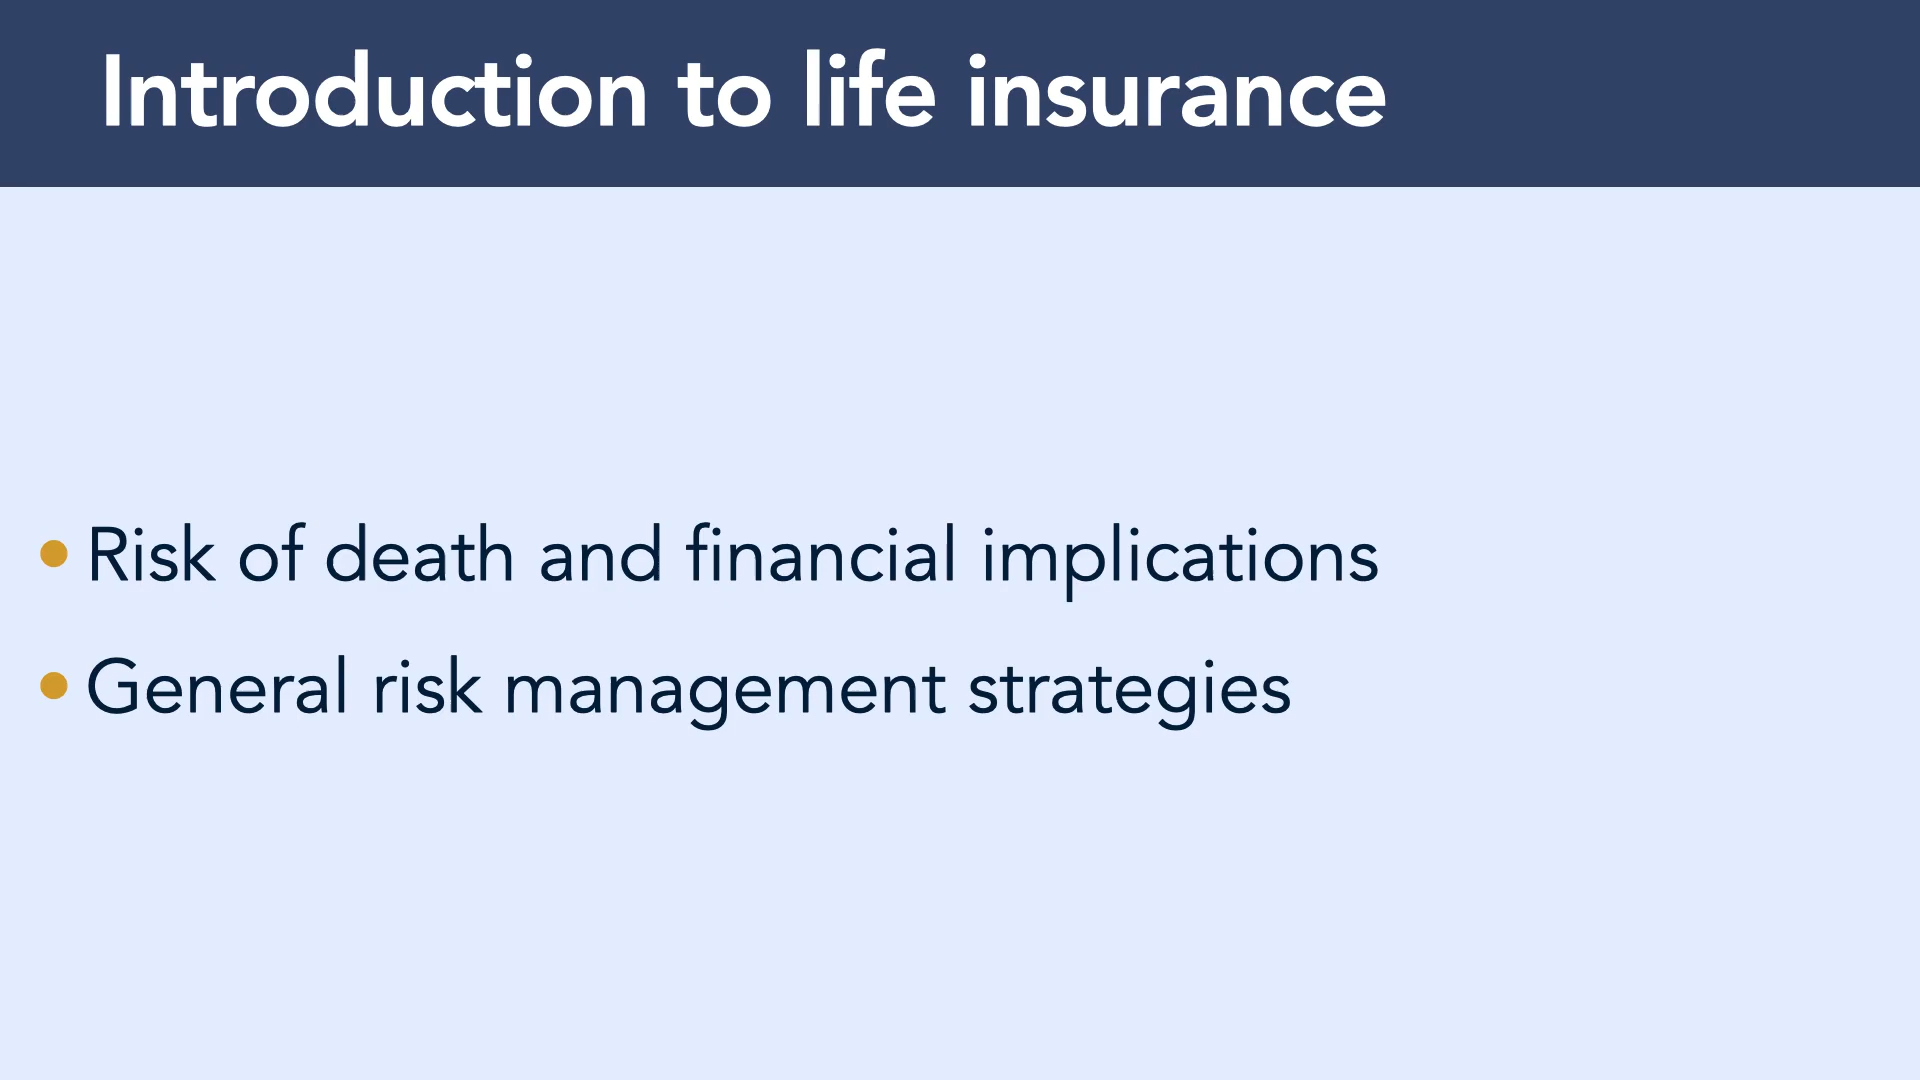 Introduction to life insurance
• Risk of death and financial implications
• General risk management strategies